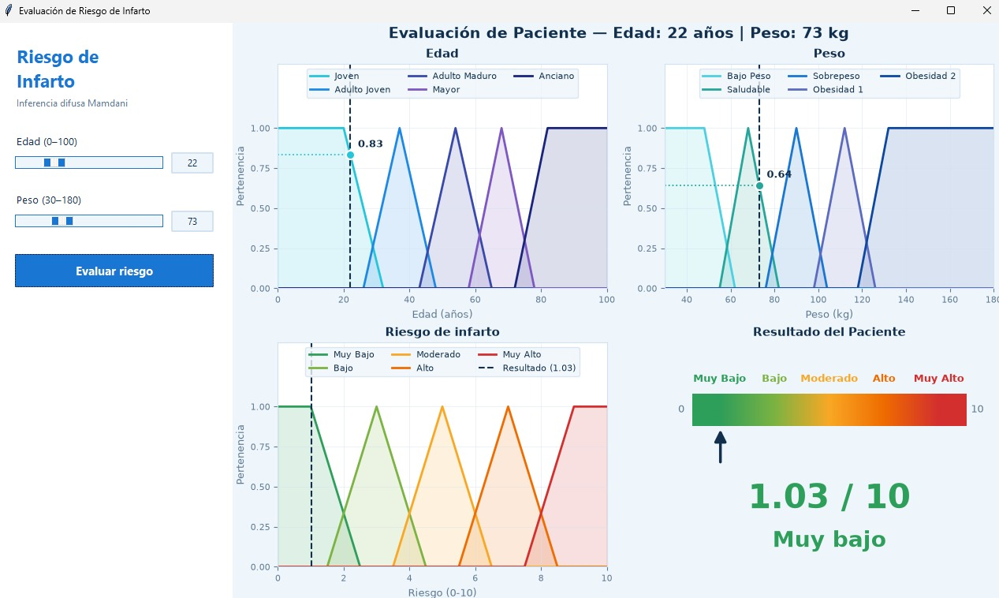 Evaluación de Riesgo de Infarto
Riesgo de
Infarto
Inferencia difusa Mamdani
Edad (0–100)
22
Peso (30–180)
73
Evaluar riesgo
Evaluación de Paciente — Edad: 22 años | Peso: 73 kg
Edad
Joven Adulto Maduro Anciano
Adulto Joven Mayor
1.00
0.83
0.75
0.50
0.25
0.00
Pertenencia
0 20 40 60 80 100
Edad (años)
Peso
Bajo Peso Sobrepeso Obesidad 2
Saludable Obesidad 1
1.00
0.75
0.64
0.50
0.25
0.00
Pertenencia
40 60 80 100 120 140 160 180
Peso (kg)
Riesgo de infarto
Muy Bajo Moderado Muy Alto
Bajo Alto Resultado (1.03)
1.00
0.75
0.50
0.25
0.00
Pertenencia
0 2 4 6 8 10
Riesgo (0-10)
Resultado del Paciente
Muy Bajo Bajo Moderado Alto Muy Alto
0 10
1.03 / 10
Muy bajo